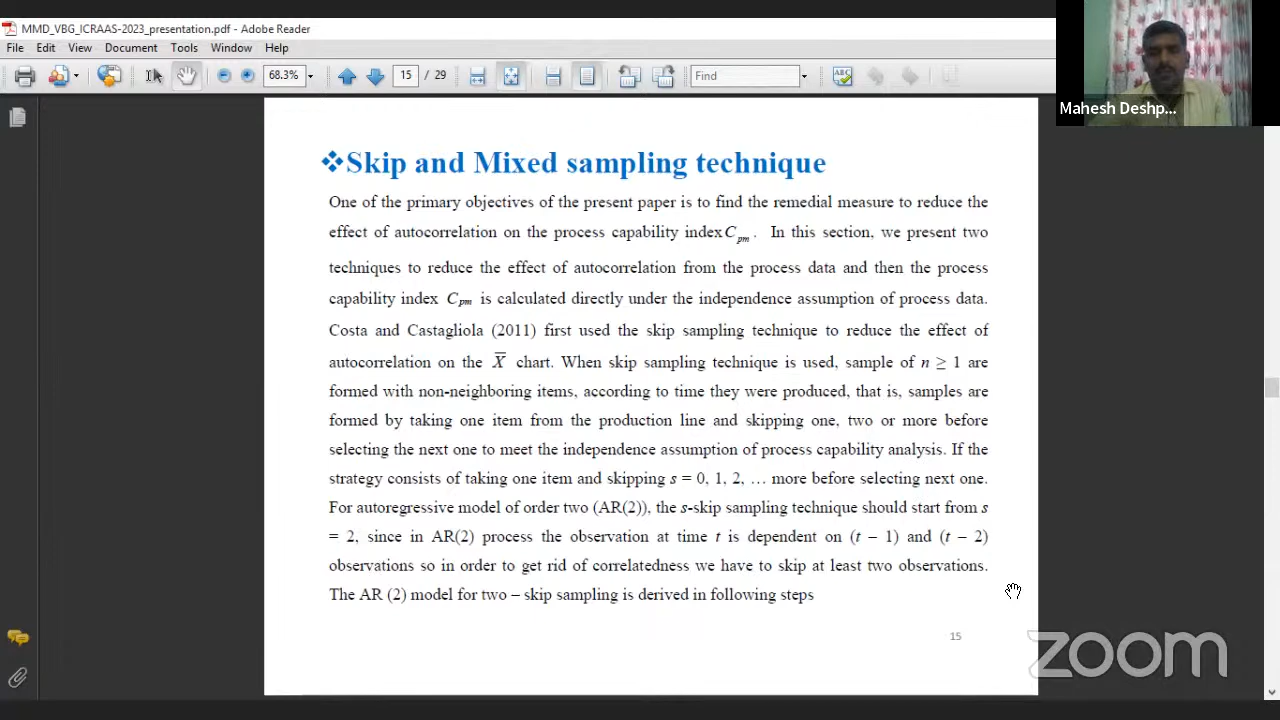 MMD_VBG_ICRAAS-2023_presentation.pdf - Adobe Reader
File Edit View Document Tools Window Help
68.3% 15 / 29 Find
Mahesh Deshp...
❖Skip and Mixed sampling technique
One of the primary objectives of the present paper is to find the remedial measure to reduce the
effect of autocorrelation on the process capability index C pm . In this section, we present two
techniques to reduce the effect of autocorrelation from the process data and then the process
capability index C pm is calculated directly under the independence assumption of process data.
Costa and Castagliola (2011) first used the skip sampling technique to reduce the effect of
autocorrelation on the X̅ chart. When skip sampling technique is used, sample of n ≥ 1 are
formed with non-neighboring items, according to time they were produced, that is, samples are
formed by taking one item from the production line and skipping one, two or more before
selecting the next one to meet the independence assumption of process capability analysis. If the
strategy consists of taking one item and skipping s = 0, 1, 2, … more before selecting next one.
For autoregressive model of order two (AR(2)), the s-skip sampling technique should start from s
= 2, since in AR(2) process the observation at time t is dependent on (t − 1) and (t − 2)
observations so in order to get rid of correlatedness we have to skip at least two observations.
The AR (2) model for two – skip sampling is derived in following steps
15
zoom